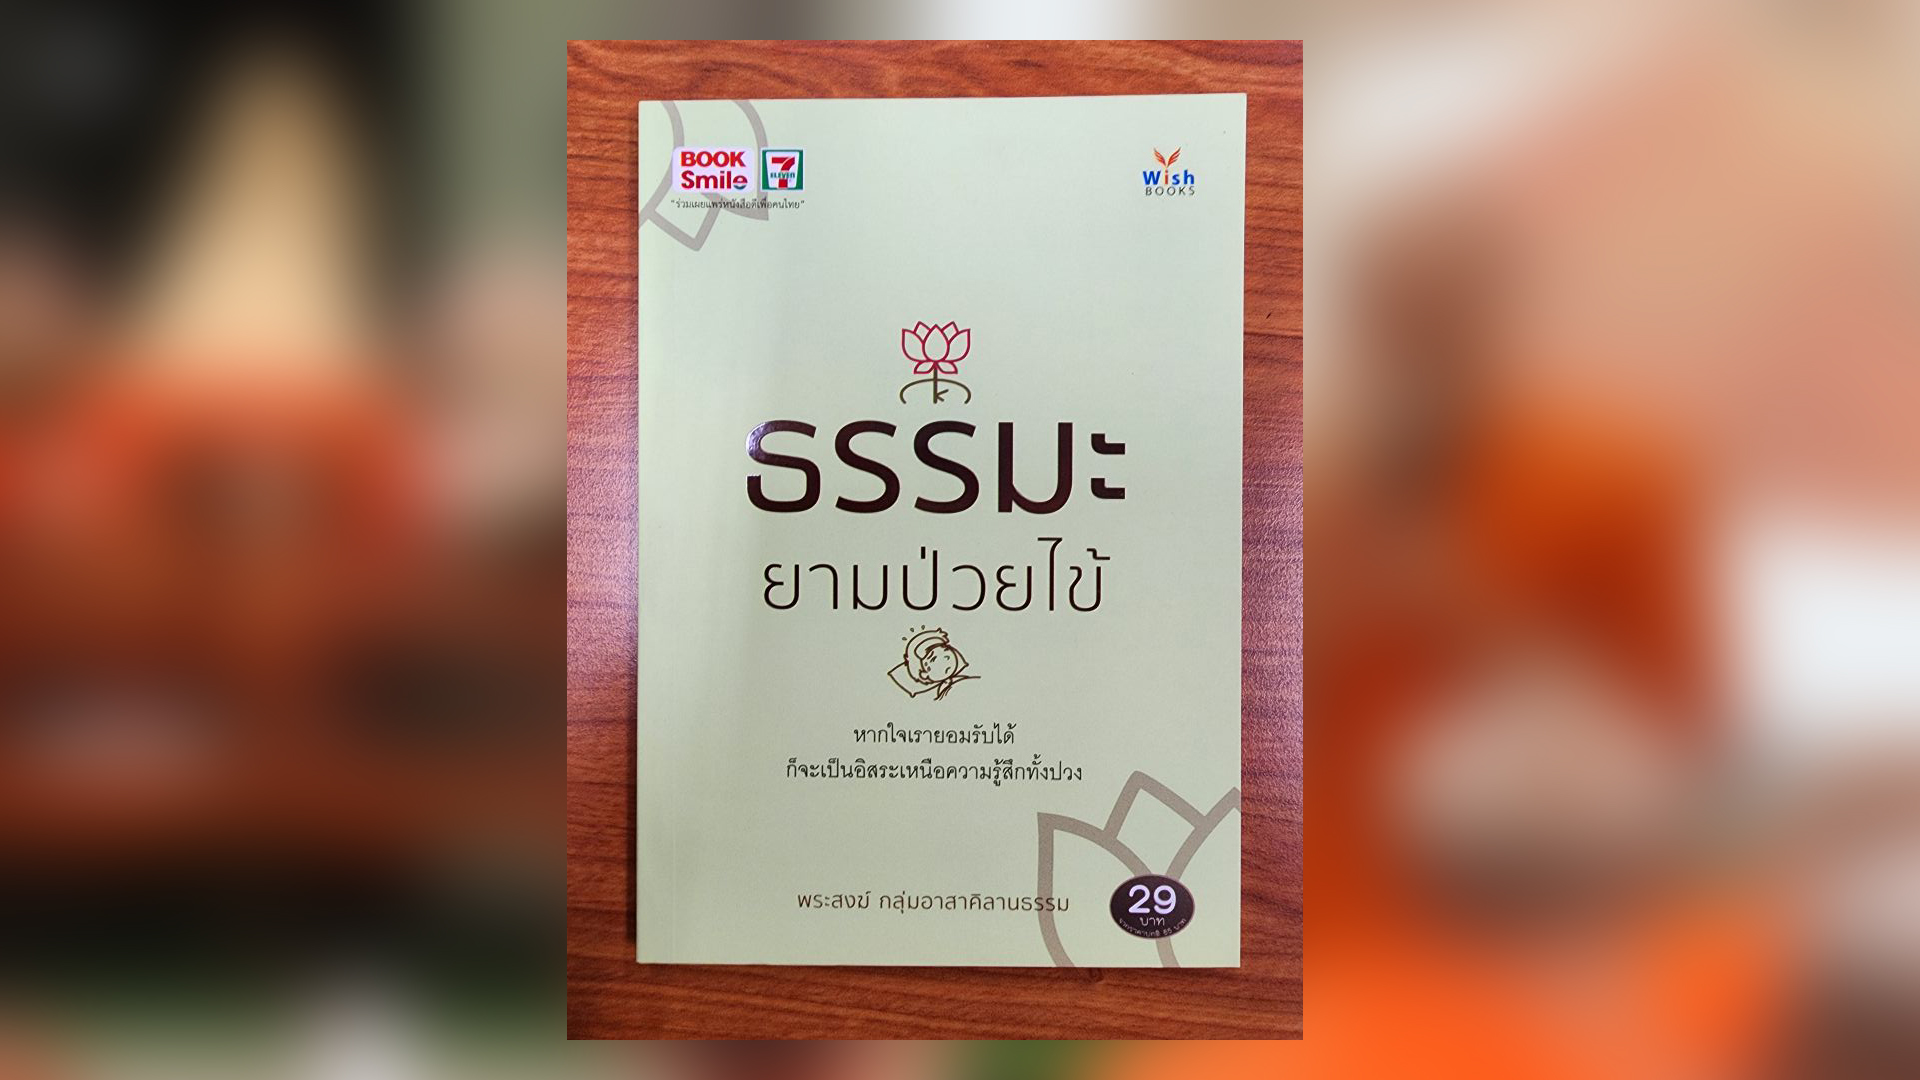 BOOK
Smile
7
ELEVEN
"ร่วมเผยแพร่หนังสือดีเพื่อคนไทย"
Wish
BOOKS
ธรรมะ
ยามป่วยไข้
หากใจเรายอมรับได้
ก็จะเป็นอิสระเหนือความรู้สึกทั้งปวง
พระสงฆ์ กลุ่มอาสาคิลานธรรม
29
บาท